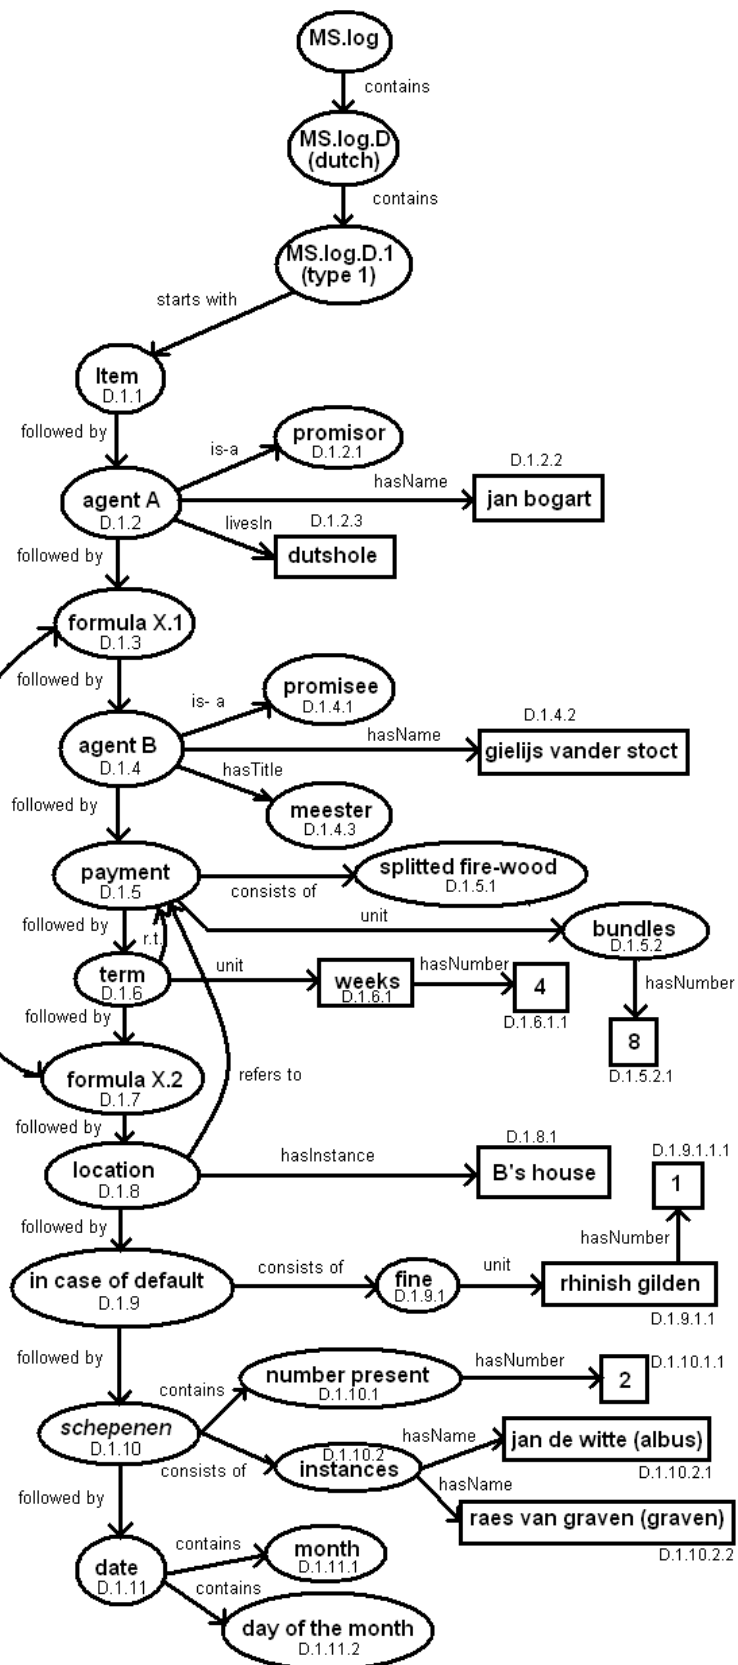 MS.log
contains
MS.log.D
(dutch)
contains
MS.log.D.1
(type 1)
starts with
Item
D.1.1
followed by
promisor
D.1.2.1
is-a
agent A
D.1.2
hasName
D.1.2.2
jan bogart
livesIn
D.1.2.3
dutshole
followed by
formula X.1
D.1.3
followed by
promisee
D.1.4.1
is- a
agent B
D.1.4
hasName
D.1.4.2
gielijs vander stoct
hasTitle
meester
D.1.4.3
followed by
payment
D.1.5
consists of
splitted fire-wood
D.1.5.1
unit
bundles
D.1.5.2
hasNumber
8
D.1.5.2.1
followed by
r.t.
term
D.1.6
unit
weeks
D.1.6.1
hasNumber
4
D.1.6.1.1
followed by
formula X.2
D.1.7
refers to
followed by
location
D.1.8
hasInstance
D.1.8.1
B's house
followed by
in case of default
D.1.9
consists of
fine
D.1.9.1
unit
rhinish gilden
D.1.9.1.1
hasNumber
D.1.9.1.1.1
1
followed by
schepenen
D.1.10
contains
number present
D.1.10.1
hasNumber
2
D.1.10.1.1
consists of
D.1.10.2
instances
hasName
jan de witte (albus)
D.1.10.2.1
hasName
raes van graven (graven)
D.1.10.2.2
followed by
date
D.1.11
contains
month
D.1.11.1
contains
day of the month
D.1.11.2